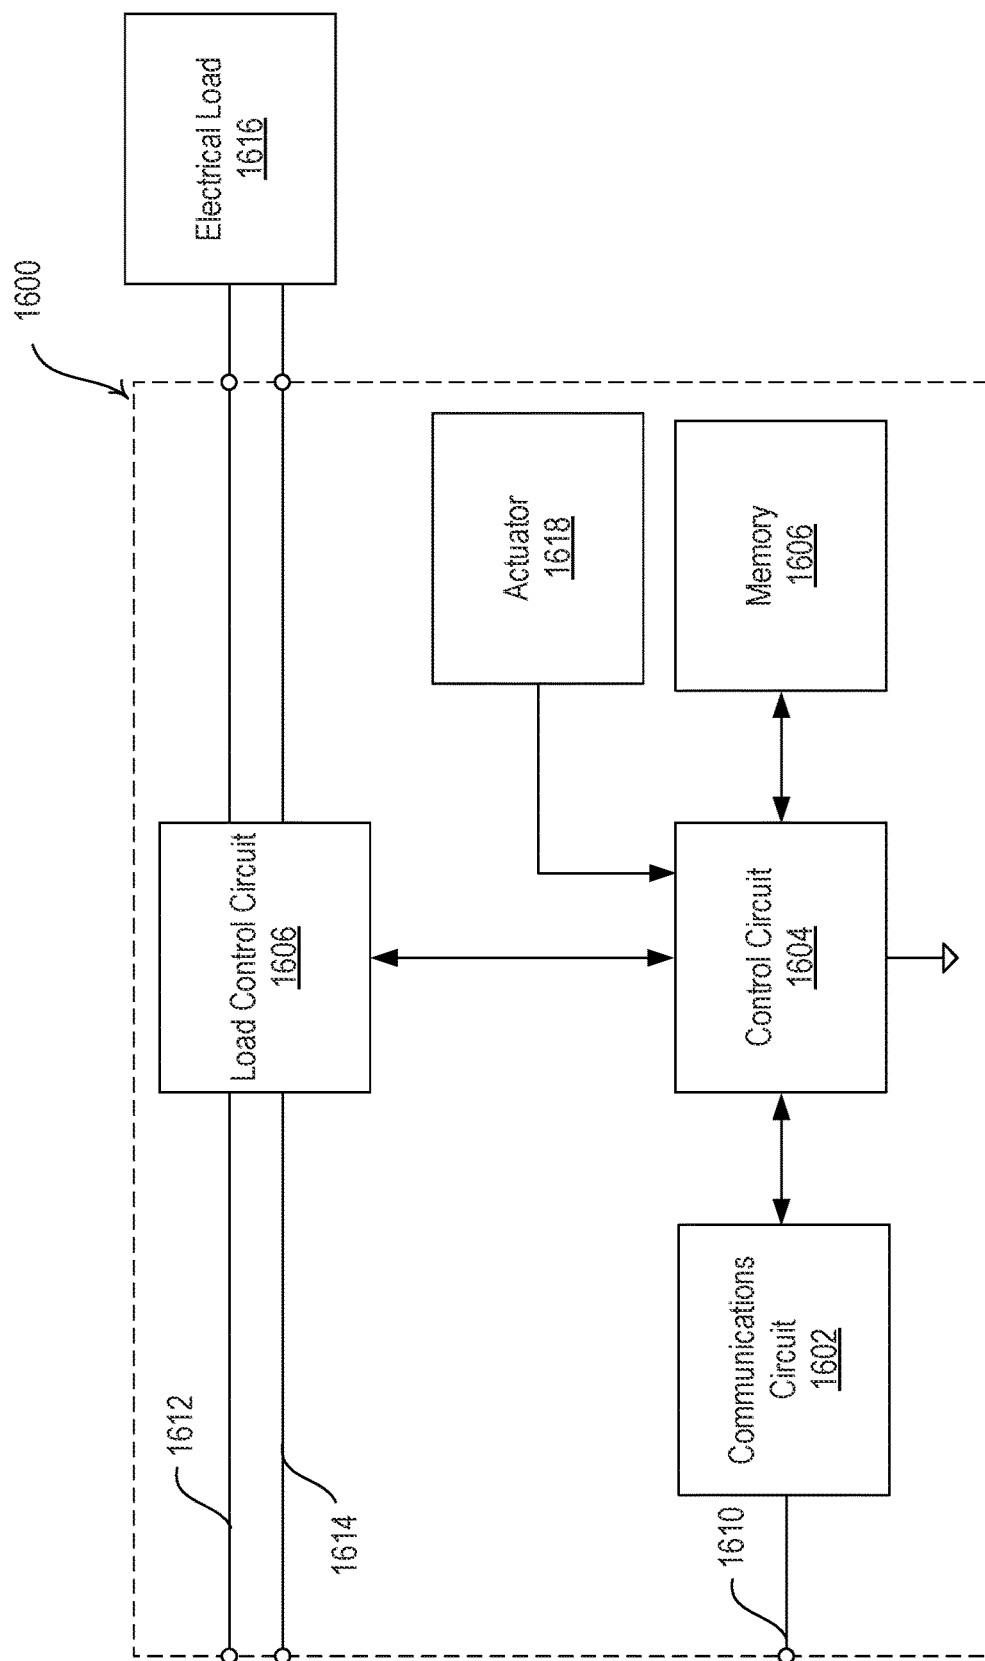 1600
Electrical Load
1616
Load Control Circuit
1606
1612
1614
Actuator
1618
Memory
1606
Control Circuit
1604
Communications
Circuit
1602
1610